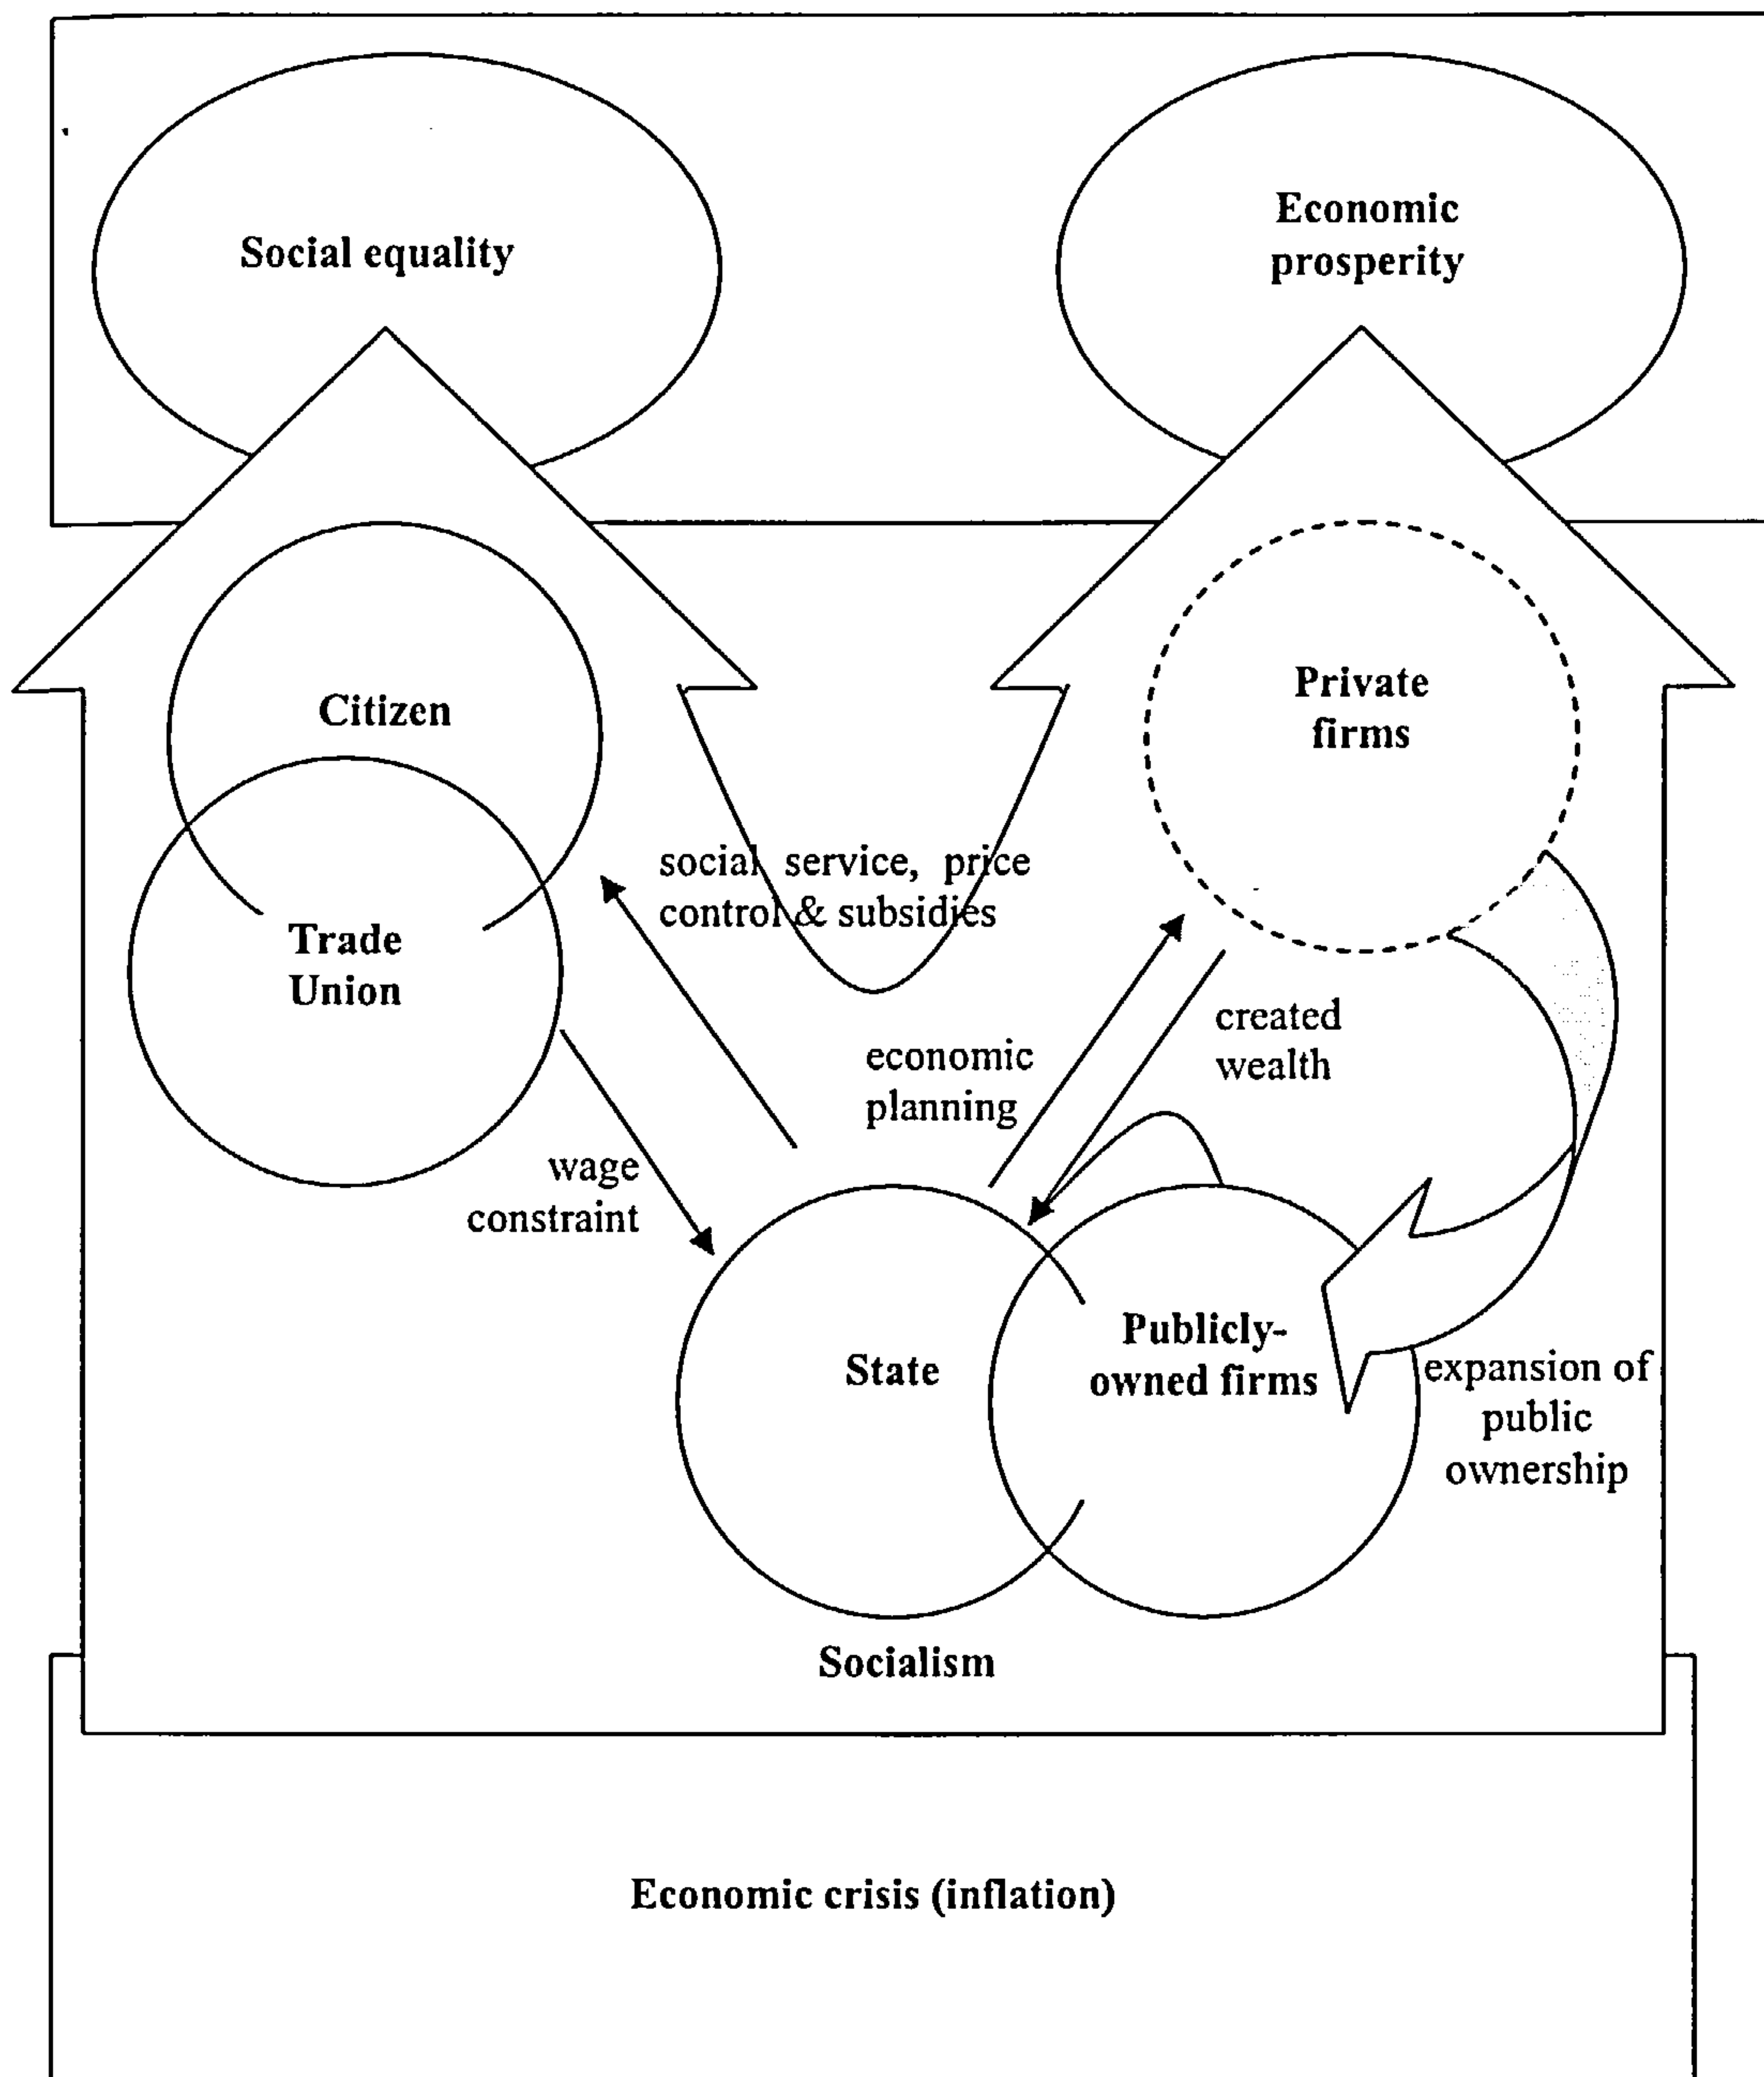 Social equality
Economic
prosperity
Citizen
Private
firms
social service, price
control & subsidies
Trade
Union
created
wealth
economic
planning
wage
constraint
State
Publicly-
owned firms
expansion of
public
ownership
Socialism
Economic crisis (inflation)